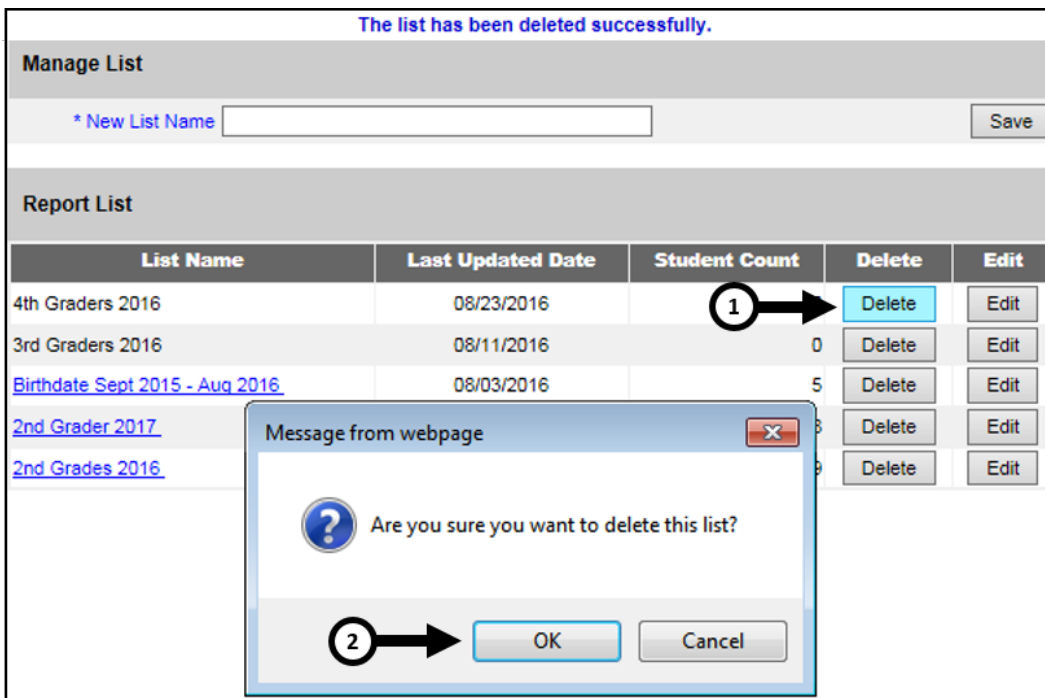 The list has been deleted successfully.
Manage List
* New List Name Save
Report List
List Name Last Updated Date Student Count Delete Edit
4th Graders 2016 08/23/2016 1 Delete Edit
3rd Graders 2016 08/11/2016 0 Delete Edit
Birthdate Sept 2015 - Aug 2016 08/03/2016 5 Delete Edit
2nd Grader 2017 Delete Edit
2nd Grades 2016 Delete Edit
Message from webpage
Are you sure you want to delete this list?
2 OK Cancel